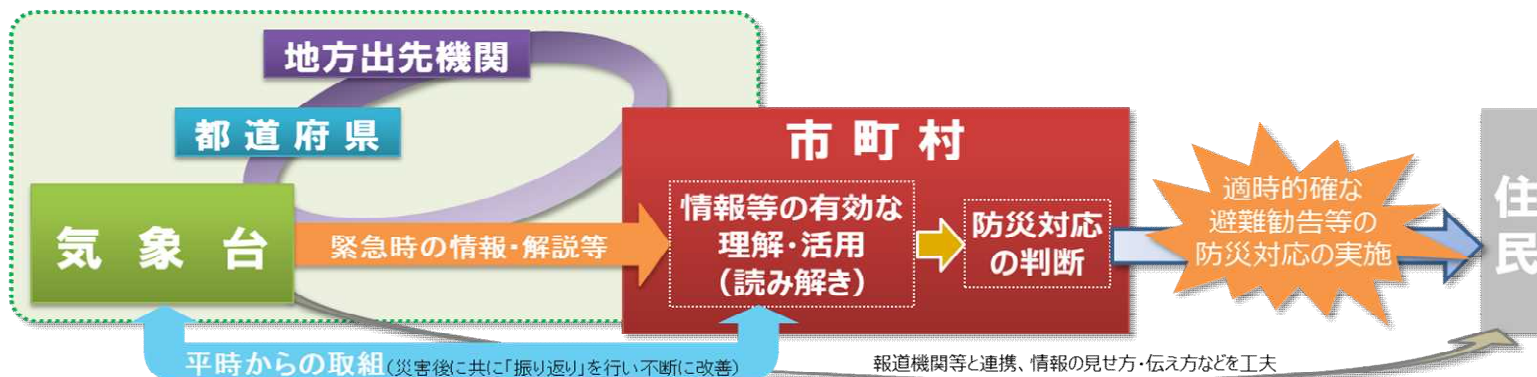 地方出先機関
都道府県
気象台
緊急時の情報・解説等
市町村
情報等の有効な
理解・活用
(読み解き)
防災対応
の判断
適時的確な
避難勧告等の
防災対応の実施
住
民
平時からの取組(災害後に共に「振り返り」を行い不断に改善)
報道機関等と連携、情報の見せ方・伝え方などを工夫